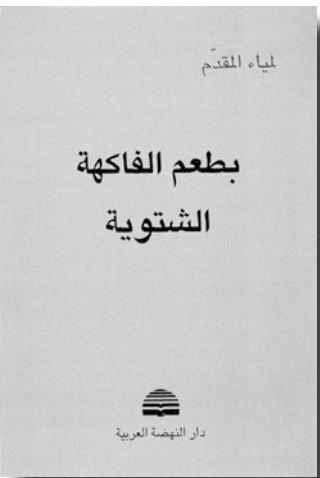 لمياء المقدّم
بطعم الفاكهة
الشتوية
دار النهضة العربية